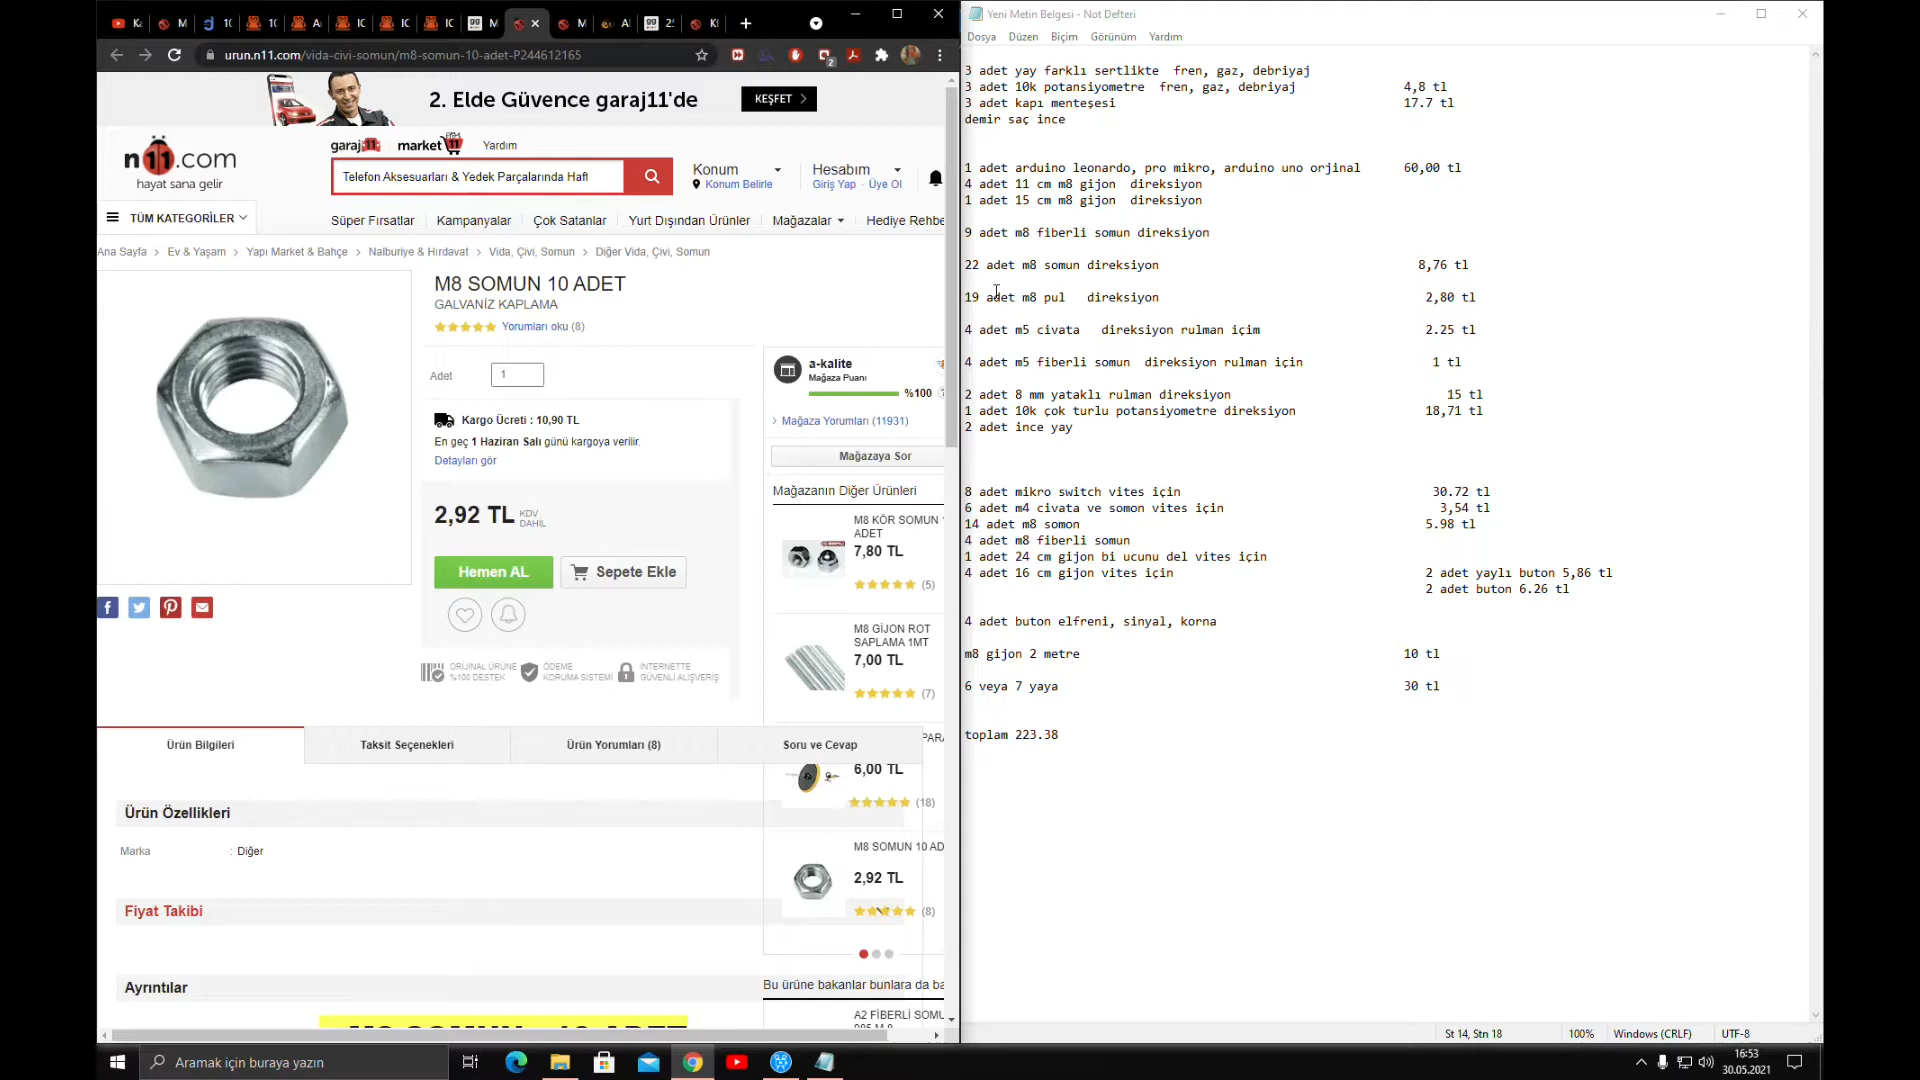 urun.n11.com/vida-civi-somun/m8-somun-10-adet-P244612165
2. Elde Güvence garaj11'de
KEŞFET
n11.com
hayat sana gelir
garaj11
market11
Yardım
Telefon Aksesuarları & Yedek Parçalarında Haft
Konum
Konum Belirle
Hesabım
Giriş Yap - Üye Ol
TÜM KATEGORİLER
Süper Fırsatlar
Kampanyalar
Çok Satanlar
Yurt Dışından Ürünler
Mağazalar
Hediye Rehbe
Ana Sayfa > Ev & Yaşam > Yapı Market & Bahçe > Nalburiye & Hırdavat > Vida, Çivi, Somun > Diğer Vida, Çivi, Somun
M8 SOMUN 10 ADET
GALVANİZ KAPLAMA
Yorumları oku (8)
Adet
1
Kargo Ücreti : 10,90 TL
En geç 1 Haziran Salı günü kargoya verilir.
Detayları gör
2,92 TL KDV DAHİL
Hemen AL
Sepete Ekle
ORİJINAL ÜRÜNE
%100 DESTEK
ÖDEME
KORUMA SİSTEMİ
İNTERNETTE
GÜVENLİ ALIŞVERİŞ
a-kalite
Mağaza Puanı
%100
Mağaza Yorumları (11931)
Mağazaya Sor
Mağazanın Diğer Ürünleri
M8 KÖR SOMUN 1
ADET
7,80 TL
(5)
M8 GİJON ROT
SAPLAMA 1MT
7,00 TL
(7)
6,00 TL
(18)
M8 SOMUN 10 AD
2,92 TL
(8)
Bu ürüne bakanlar bunlara da ba
A2 FİBERLİ SOMU
Ürün Bilgileri
Taksit Seçenekleri
Ürün Yorumları (8)
Soru ve Cevap
Ürün Özellikleri
Marka : Diğer
Fiyat Takibi
Ayrıntılar
M8 SOMUN - 10 ADET
Yeni Metin Belgesi - Not Defteri
Dosya Düzen Biçim Görünüm Yardım
3 adet yay farklı sertlikte fren, gaz, debriyaj
3 adet 10k potansiyometre fren, gaz, debriyaj 4,8 tl
3 adet kapı menteşesi 17.7 tl
demir saç ince
1 adet arduino leonardo, pro mikro, arduino uno orjinal 60,00 tl
4 adet 11 cm m8 gijon direksiyon
1 adet 15 cm m8 gijon direksiyon
9 adet m8 fiberli somun direksiyon
22 adet m8 somun direksiyon 8,76 tl
19 adet m8 pul direksiyon 2,80 tl
4 adet m5 civata direksiyon rulman içim 2.25 tl
4 adet m5 fiberli somun direksiyon rulman için 1 tl
2 adet 8 mm yataklı rulman direksiyon 15 tl
1 adet 10k çok turlu potansiyometre direksiyon 18,71 tl
2 adet ince yay
8 adet mikro switch vites için 30.72 tl
6 adet m4 civata ve somon vites için 3,54 tl
14 adet m8 somon 5.98 tl
4 adet m8 fiberli somun
1 adet 24 cm gijon bi ucunu del vites için
4 adet 16 cm gijon vites için 2 adet yaylı buton 5,86 tl
2 adet buton 6.26 tl
4 adet buton elfreni, sinyal, korna
m8 gijon 2 metre 10 tl
6 veya 7 yaya 30 tl
toplam 223.38
St 14, Stn 18
100%
Windows (CRLF)
UTF-8
Aramak için buraya yazın
16:53
30.05.2021